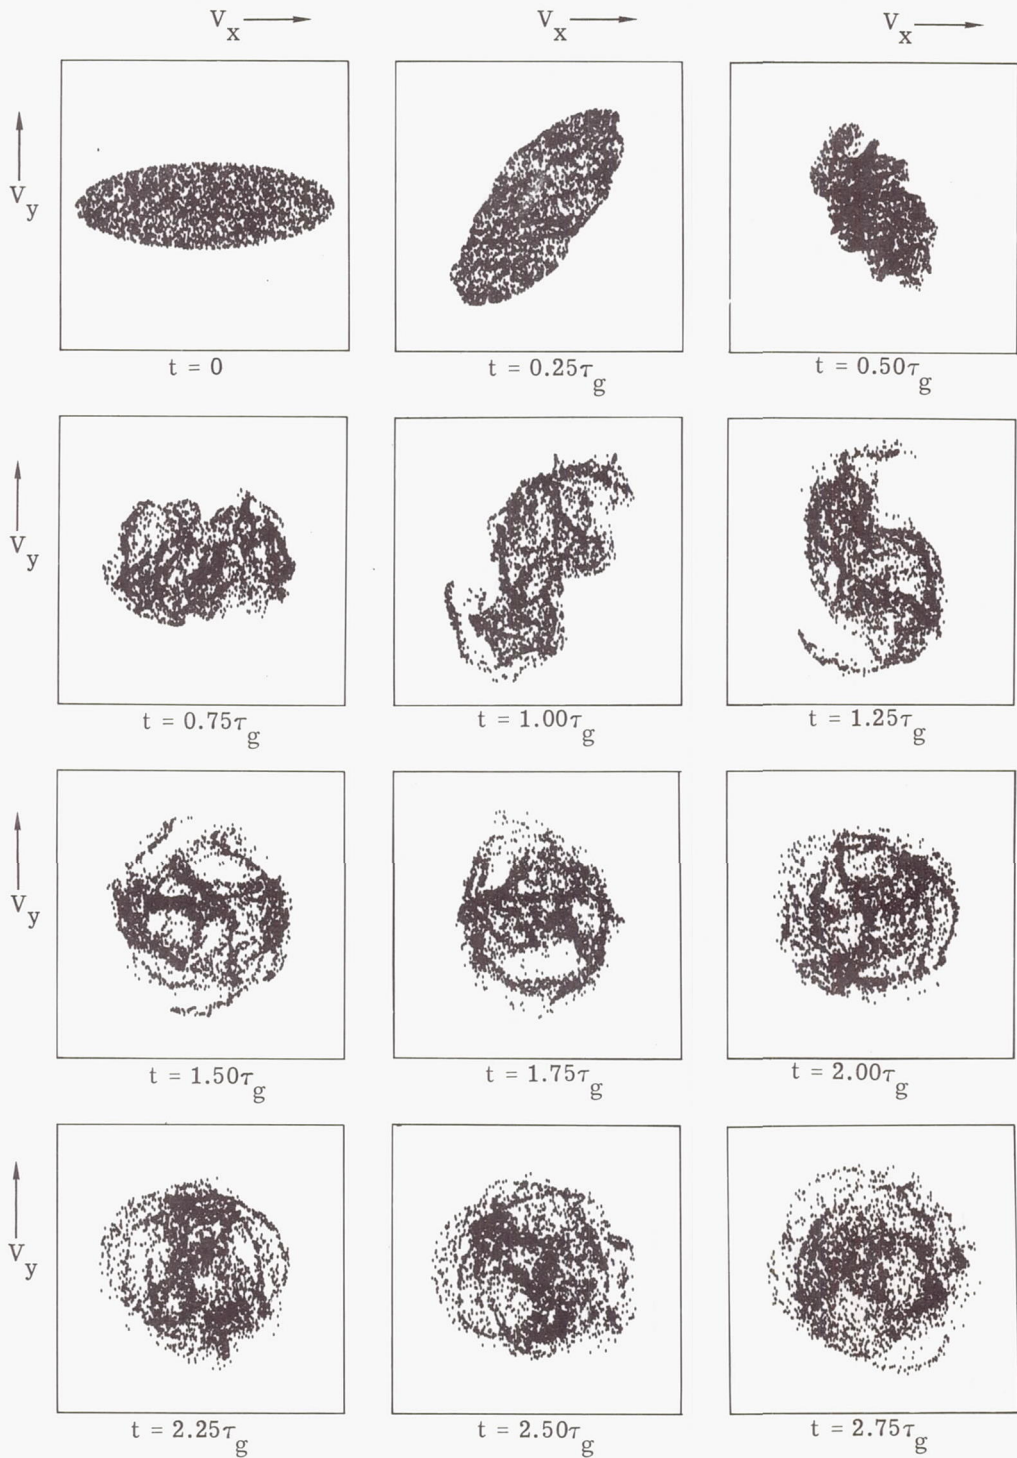 Vx → Vx → Vx →
Vy
t = 0 t = 0.25τg t = 0.50τg
Vy
t = 0.75τg t = 1.00τg t = 1.25τg
Vy
t = 1.50τg t = 1.75τg t = 2.00τg
Vy
t = 2.25τg t = 2.50τg t = 2.75τg